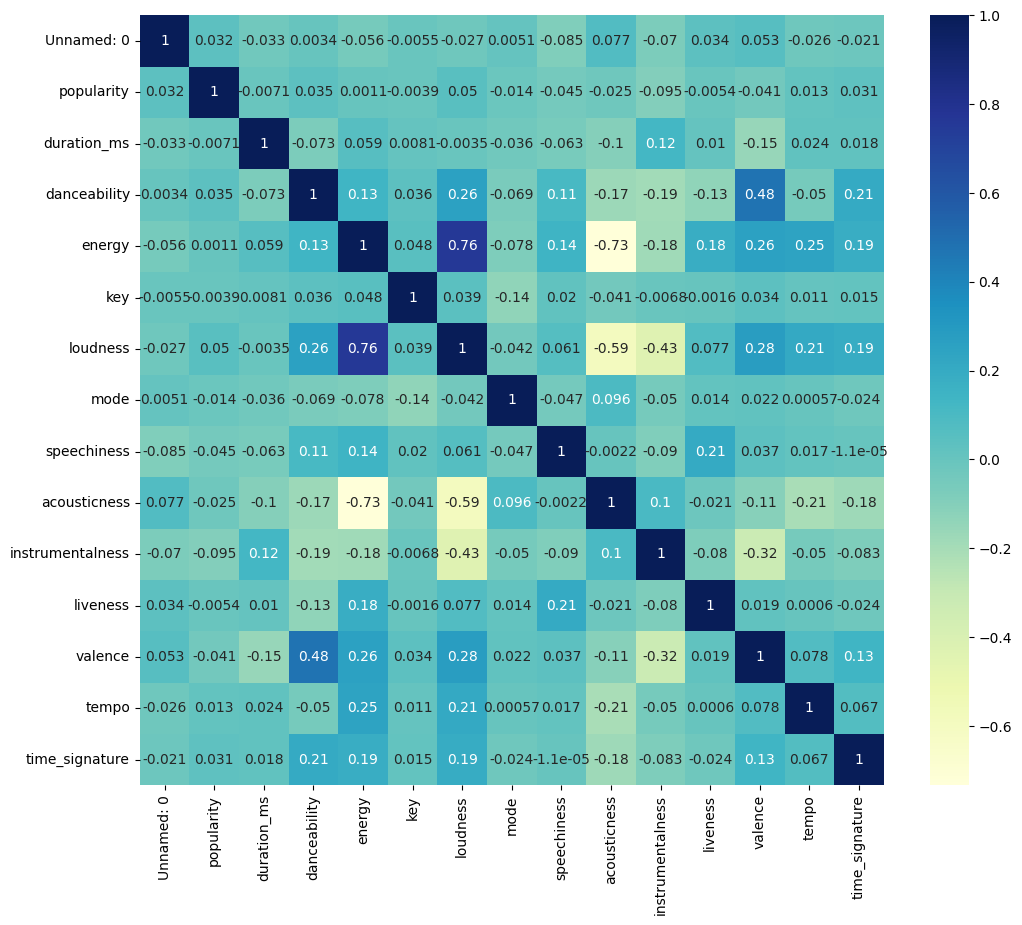 Unnamed: 0 1 0.032 -0.033 0.0034 -0.056 -0.0055 -0.027 0.0051 -0.085 0.077 -0.07 0.034 0.053 -0.026 -0.021
popularity 0.032 1 -0.0071 0.035 0.0011 -0.0039 0.05 -0.014 -0.045 -0.025 -0.095 -0.0054 -0.041 0.013 0.031
duration_ms -0.033 -0.0071 1 -0.073 0.059 0.0081 -0.0035 -0.036 -0.063 -0.1 0.12 0.01 -0.15 0.024 0.018
danceability 0.0034 0.035 -0.073 1 0.13 0.036 0.26 -0.069 0.11 -0.17 -0.19 -0.13 0.48 -0.05 0.21
energy -0.056 0.0011 0.059 0.13 1 0.048 0.76 -0.078 0.14 -0.73 -0.18 0.18 0.26 0.25 0.19
key -0.0055 -0.0039 0.0081 0.036 0.048 1 0.039 -0.14 0.02 -0.041 -0.0068 -0.0016 0.034 0.011 0.015
loudness -0.027 0.05 -0.0035 0.26 0.76 0.039 1 -0.042 0.061 -0.59 -0.43 0.077 0.28 0.21 0.19
mode 0.0051 -0.014 -0.036 -0.069 -0.078 -0.14 -0.042 1 -0.047 0.096 -0.05 0.014 0.022 0.00057 -0.024
speechiness -0.085 -0.045 -0.063 0.11 0.14 0.02 0.061 -0.047 1 -0.0022 -0.09 0.21 0.037 0.017 -1.1e-05
acousticness 0.077 -0.025 -0.1 -0.17 -0.73 -0.041 -0.59 0.096 -0.0022 1 0.1 -0.021 -0.11 -0.21 -0.18
instrumentalness -0.07 -0.095 0.12 -0.19 -0.18 -0.0068 -0.43 -0.05 -0.09 0.1 1 -0.08 -0.32 -0.05 -0.083
liveness 0.034 -0.0054 0.01 -0.13 0.18 -0.0016 0.077 0.014 0.21 -0.021 -0.08 1 0.019 0.0006 -0.024
valence 0.053 -0.041 -0.15 0.48 0.26 0.034 0.28 0.022 0.037 -0.11 -0.32 0.019 1 0.078 0.13
tempo -0.026 0.013 0.024 -0.05 0.25 0.011 0.21 0.00057 0.017 -0.21 -0.05 0.0006 0.078 1 0.067
time_signature -0.021 0.031 0.018 0.21 0.19 0.015 0.19 -0.024 -1.1e-05 -0.18 -0.083 -0.024 0.13 0.067 1
Unnamed: 0
popularity
duration_ms
danceability
energy
key
loudness
mode
speechiness
acousticness
instrumentalness
liveness
valence
tempo
time_signature
1.0
0.8
0.6
0.4
0.2
0.0
−0.2
−0.4
−0.6